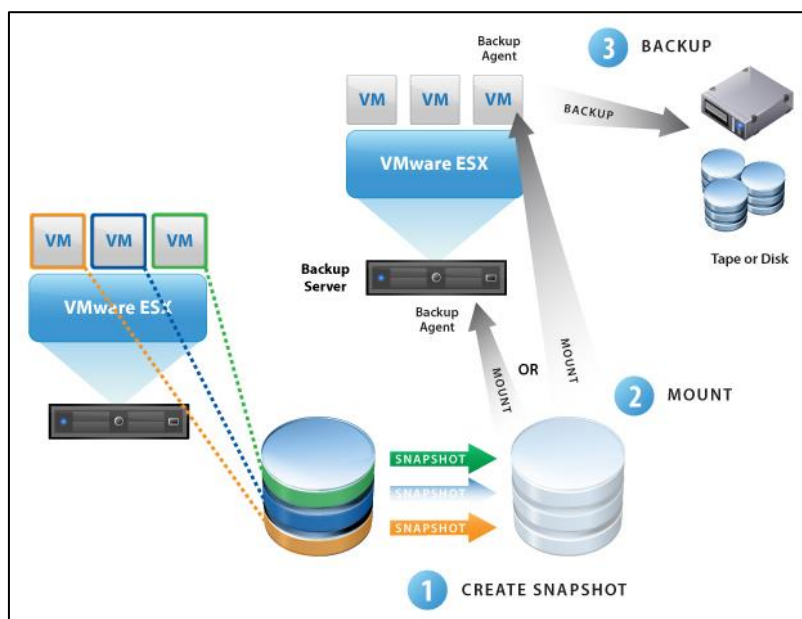 Backup
Agent
3 BACKUP
VM VM VM
BACKUP
VMware ESX
VM VM VM
Tape or Disk
VMware ESX
Backup
Server
Backup
Agent
MOUNT
OR
MOUNT
2 MOUNT
SNAPSHOT
SNAPSHOT
SNAPSHOT
1 CREATE SNAPSHOT